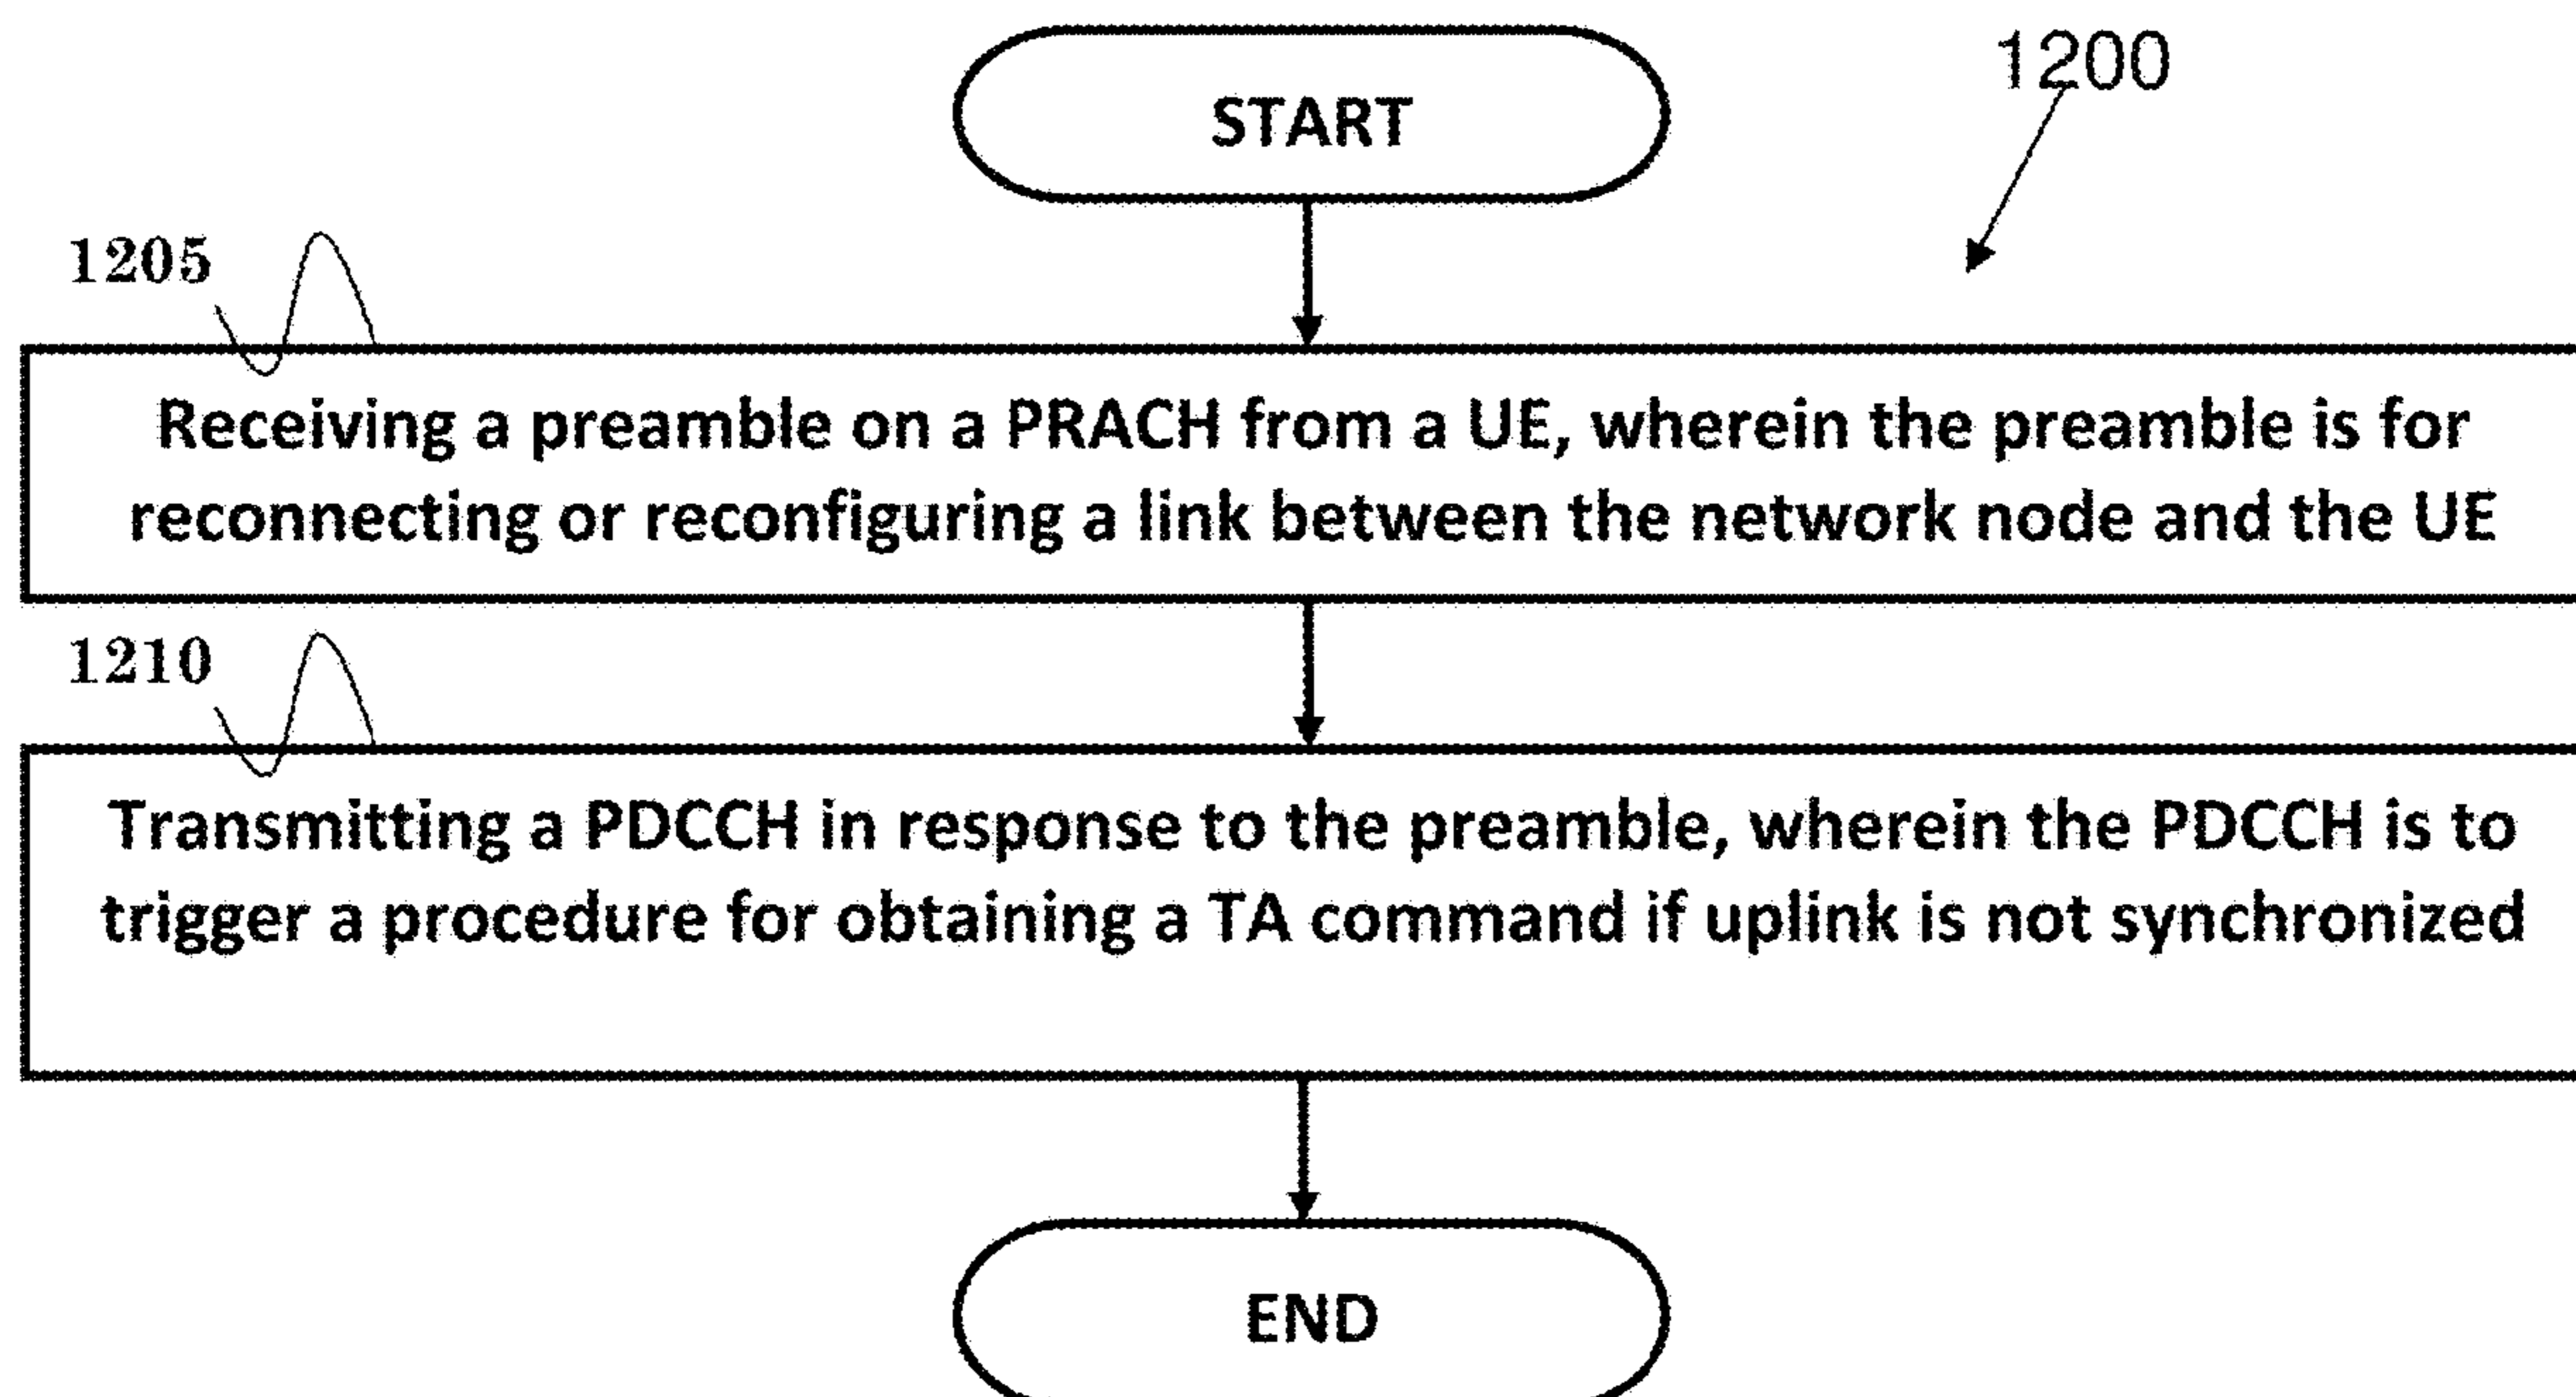 START
1200
1205
Receiving a preamble on a PRACH from a UE, wherein the preamble is for
reconnecting or reconfiguring a link between the network node and the UE
1210
Transmitting a PDCCH in response to the preamble, wherein the PDCCH is to
trigger a procedure for obtaining a TA command if uplink is not synchronized
END